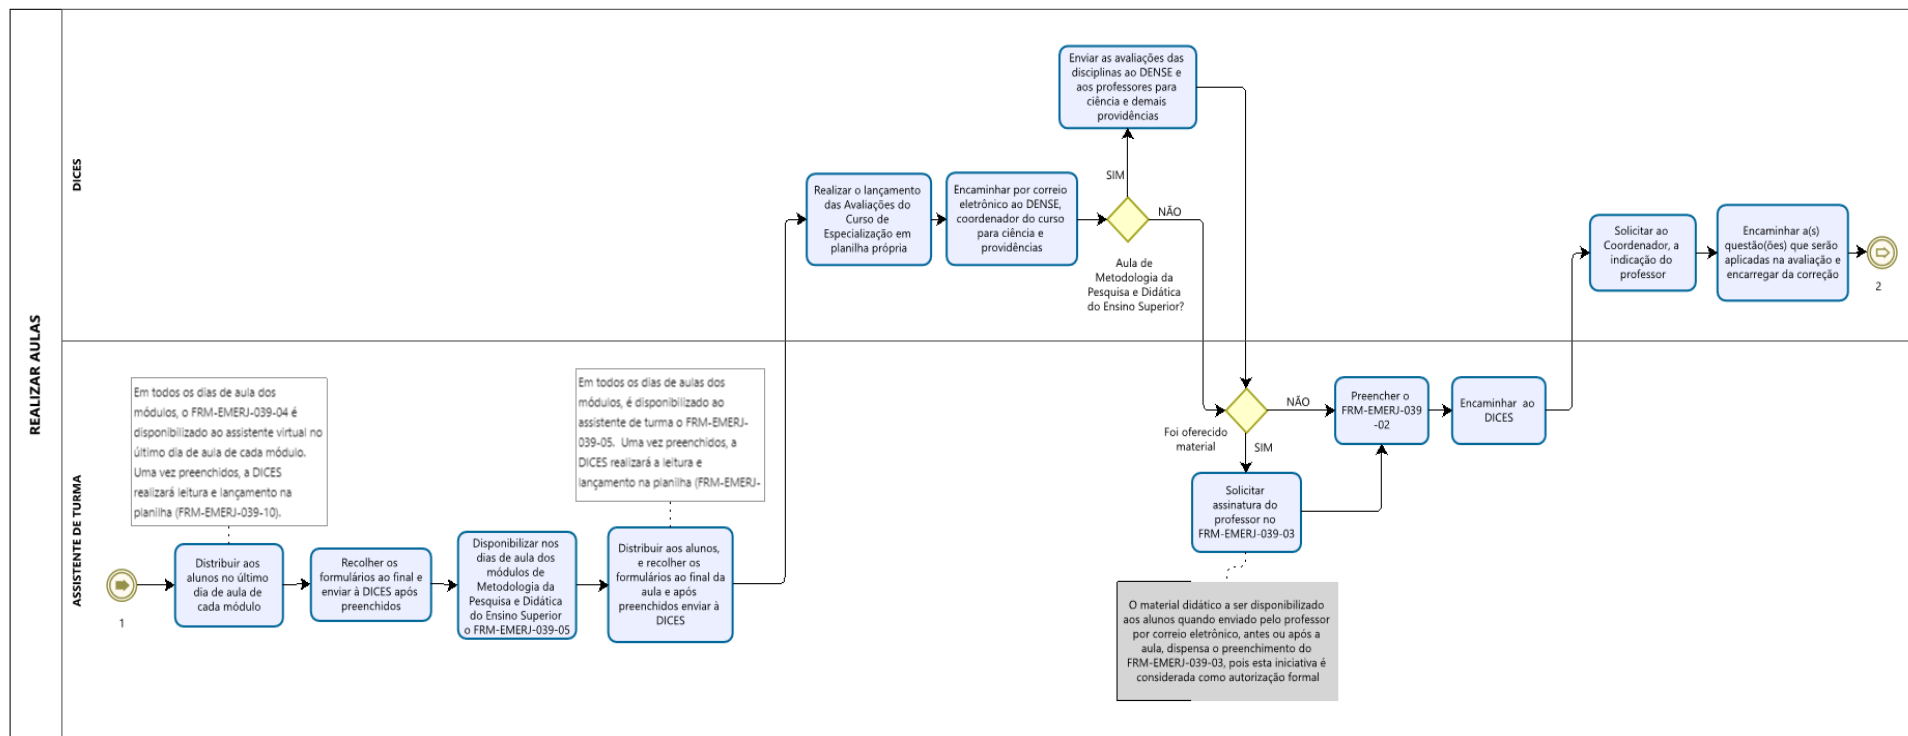 REALIZAR AULAS
DICES
Enviar as avaliações das
disciplinas ao DENSE e
aos professores para
ciência e demais
providências
SIM
Realizar o lançamento
das Avaliações do
Curso de
Especialização em
planilha própria
Encaminhar por correio
eletrônico ao DENSE,
coordenador do curso
para ciência e
providências
NÃO
Aula de
Metodologia da
Pesquisa e Didática
do Ensino Superior?
Solicitar ao
Coordenador, a
indicação do
professor
Encaminhar a(s)
questão(ões) que serão
aplicadas na avaliação e
encarregar da correção
2
ASSISTENTE DE TURMA
Em todos os dias de aula dos
módulos, o FRM-EMERJ-039-04 é
disponibilizado ao assistente virtual no
último dia de aula de cada módulo.
Uma vez preenchidos, a DICES
realizará leitura e lançamento na
planilha (FRM-EMERJ-039-10).
Em todos os dias de aulas dos
módulos, é disponibilizado ao
assistente de turma o FRM-EMERJ-
039-05.  Uma vez preenchidos, a
DICES realizará a leitura e
lançamento na planilha (FRM-EMERJ-
1
Distribuir aos
alunos no último
dia de aula de
cada módulo
Recolher os
formulários ao final e
enviar à DICES após
preenchidos
Disponibilizar nos
dias de aula dos
módulos de
Metodologia da
Pesquisa e Didática
do Ensino Superior
o FRM-EMERJ-039-05
Distribuir aos alunos,
e recolher os
formulários ao final da
aula e após
preenchidos enviar à
DICES
Foi oferecido
material
NÃO
SIM
Preencher o
FRM-EMERJ-039
-02
Encaminhar  ao
DICES
Solicitar
assinatura do
professor no
FRM-EMERJ-039-03
O material didático a ser disponibilizado
aos alunos quando enviado pelo professor
por correio eletrônico, antes ou após a
aula, dispensa o preenchimento do
FRM-EMERJ-039-03, pois esta iniciativa é
considerada como autorização formal